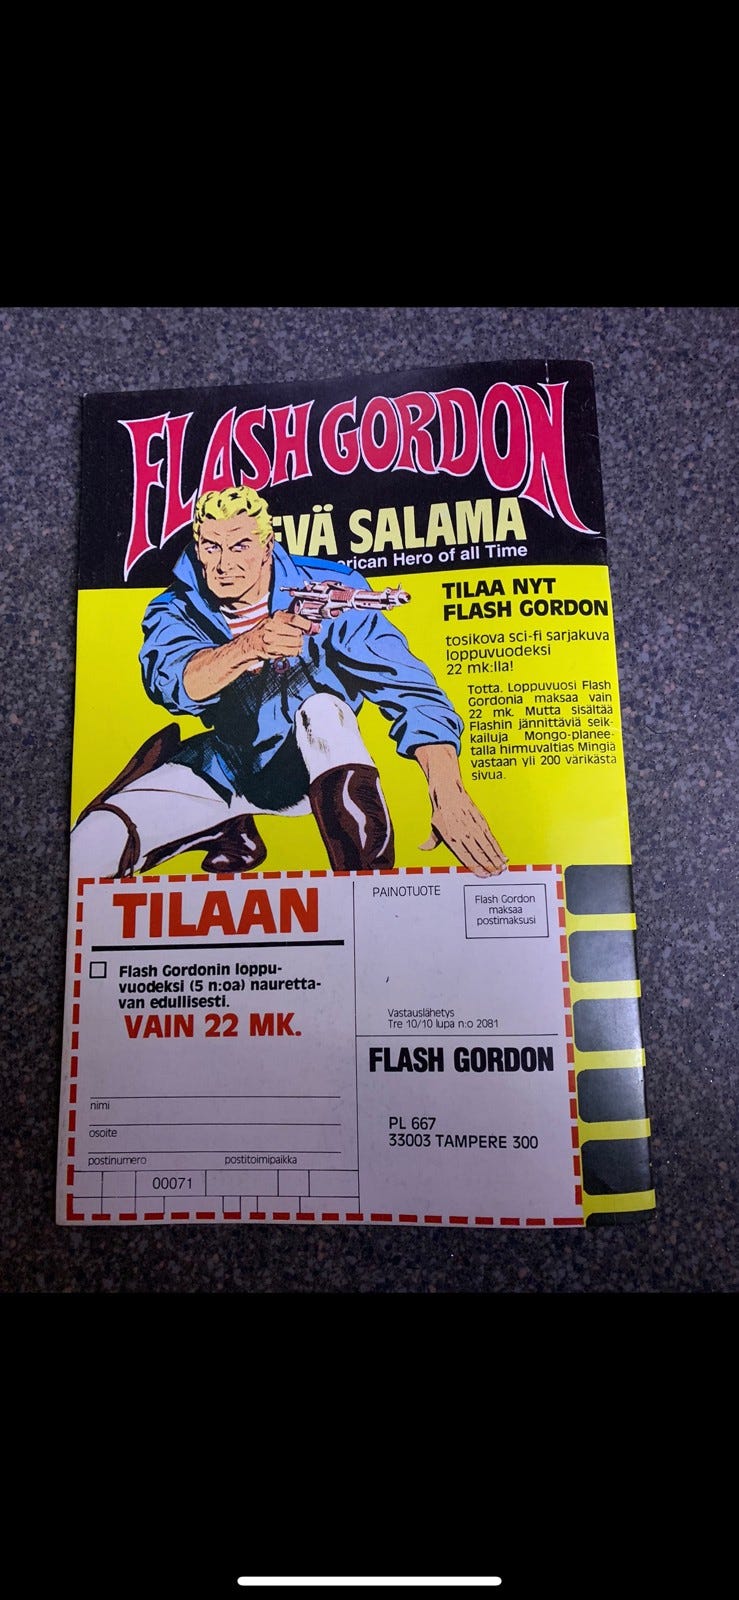 FLASH GORDON
EVÄ SALAMA
rican Hero of all Time
TILAA NYT
FLASH GORDON
tosikova sci-fi sarjakuva
loppuvuodeksi
22 mk:lla!
Totta. Loppuvuosi Flash
Gordonia maksaa vain
22 mk. Mutta sisältää
Flashin jännittäviä seik-
kailuja Mongo-planee-
talla hirmuvaltias Mingiä
vastaan yli 200 värikästä
sivua.
TILAAN
Flash Gordonin loppu-
vuodeksi (5 n:oa) nauretta-
van edullisesti.
VAIN 22 MK.
nimi
osoite
postinumero postitoimipaikka
00071
PAINOTUOTE
Flash Gordon
maksaa
postimaksusi
Vastauslähetys
Tre 10/10 lupa n:o 2081
FLASH GORDON
PL 667
33003 TAMPERE 300